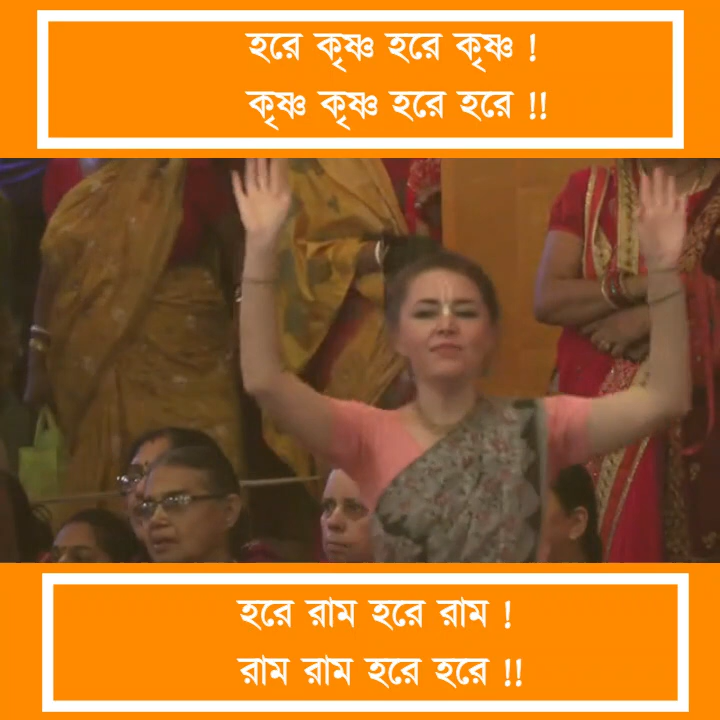 হরে কৃষ্ণ হরে কৃষ্ণ !
কৃষ্ণ কৃষ্ণ হরে হরে !!
হরে রাম হরে রাম !
রাম রাম হরে হরে !!